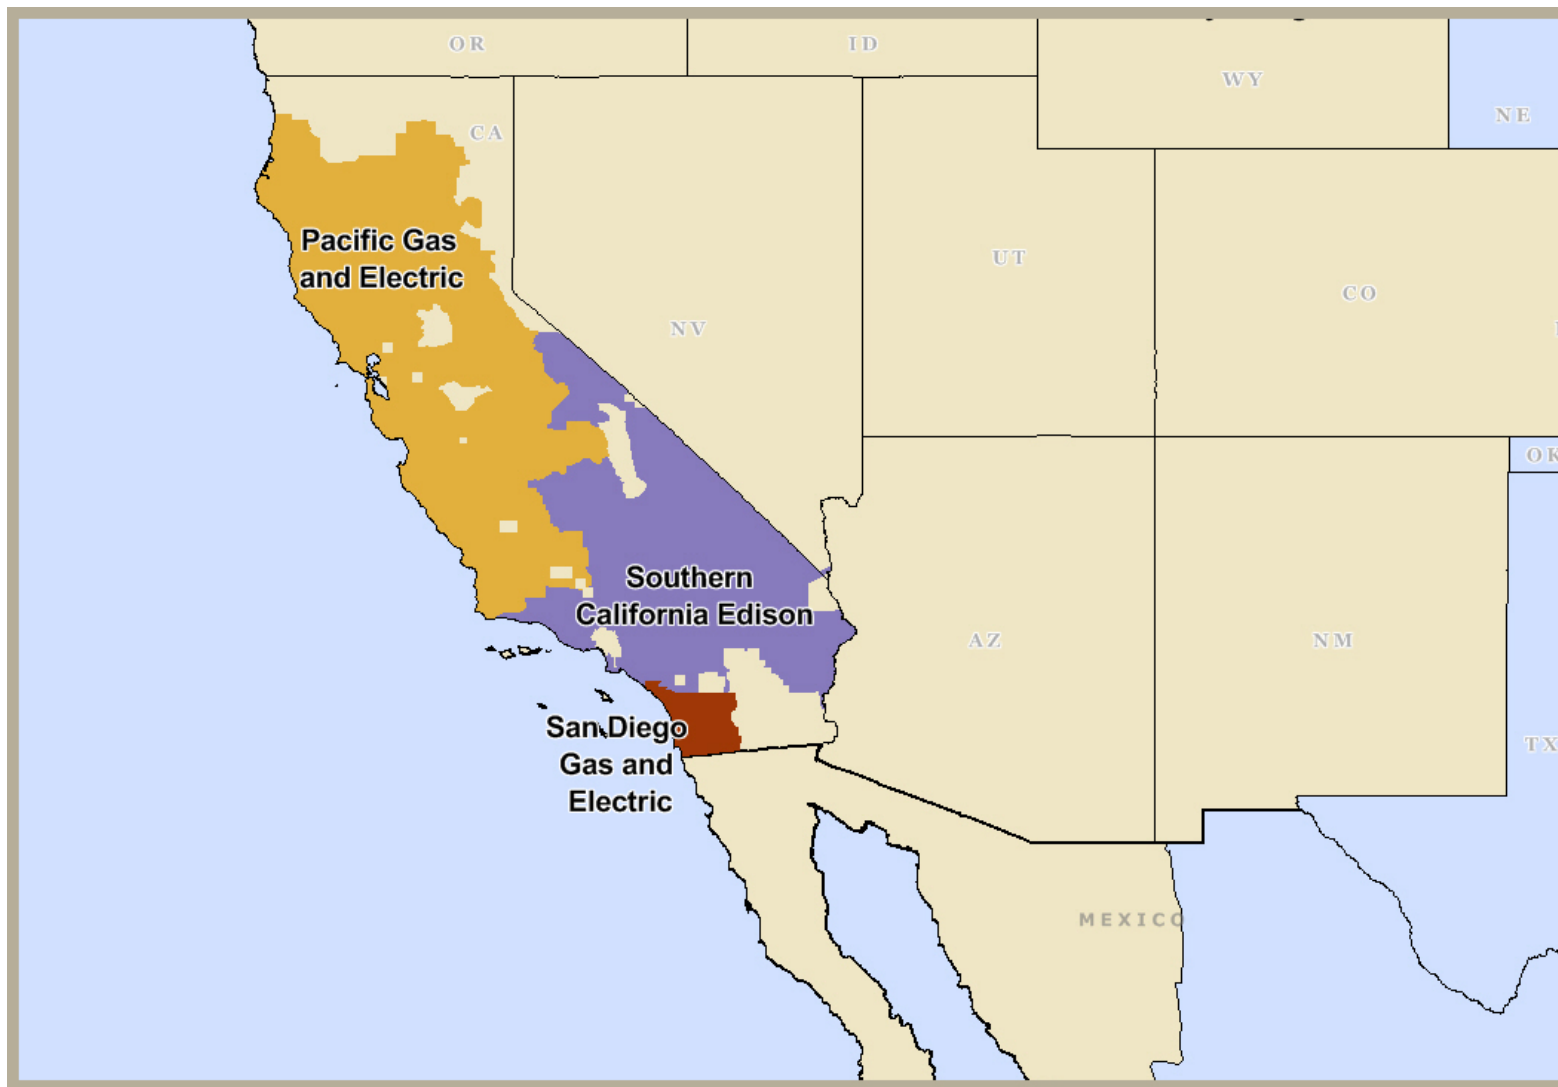 OR
ID
WY
NE
CA
Pacific Gas
and Electric
UT
CO
NV
OK
Southern
California Edison
AZ
NM
San Diego
Gas and
Electric
TX
MEXICO